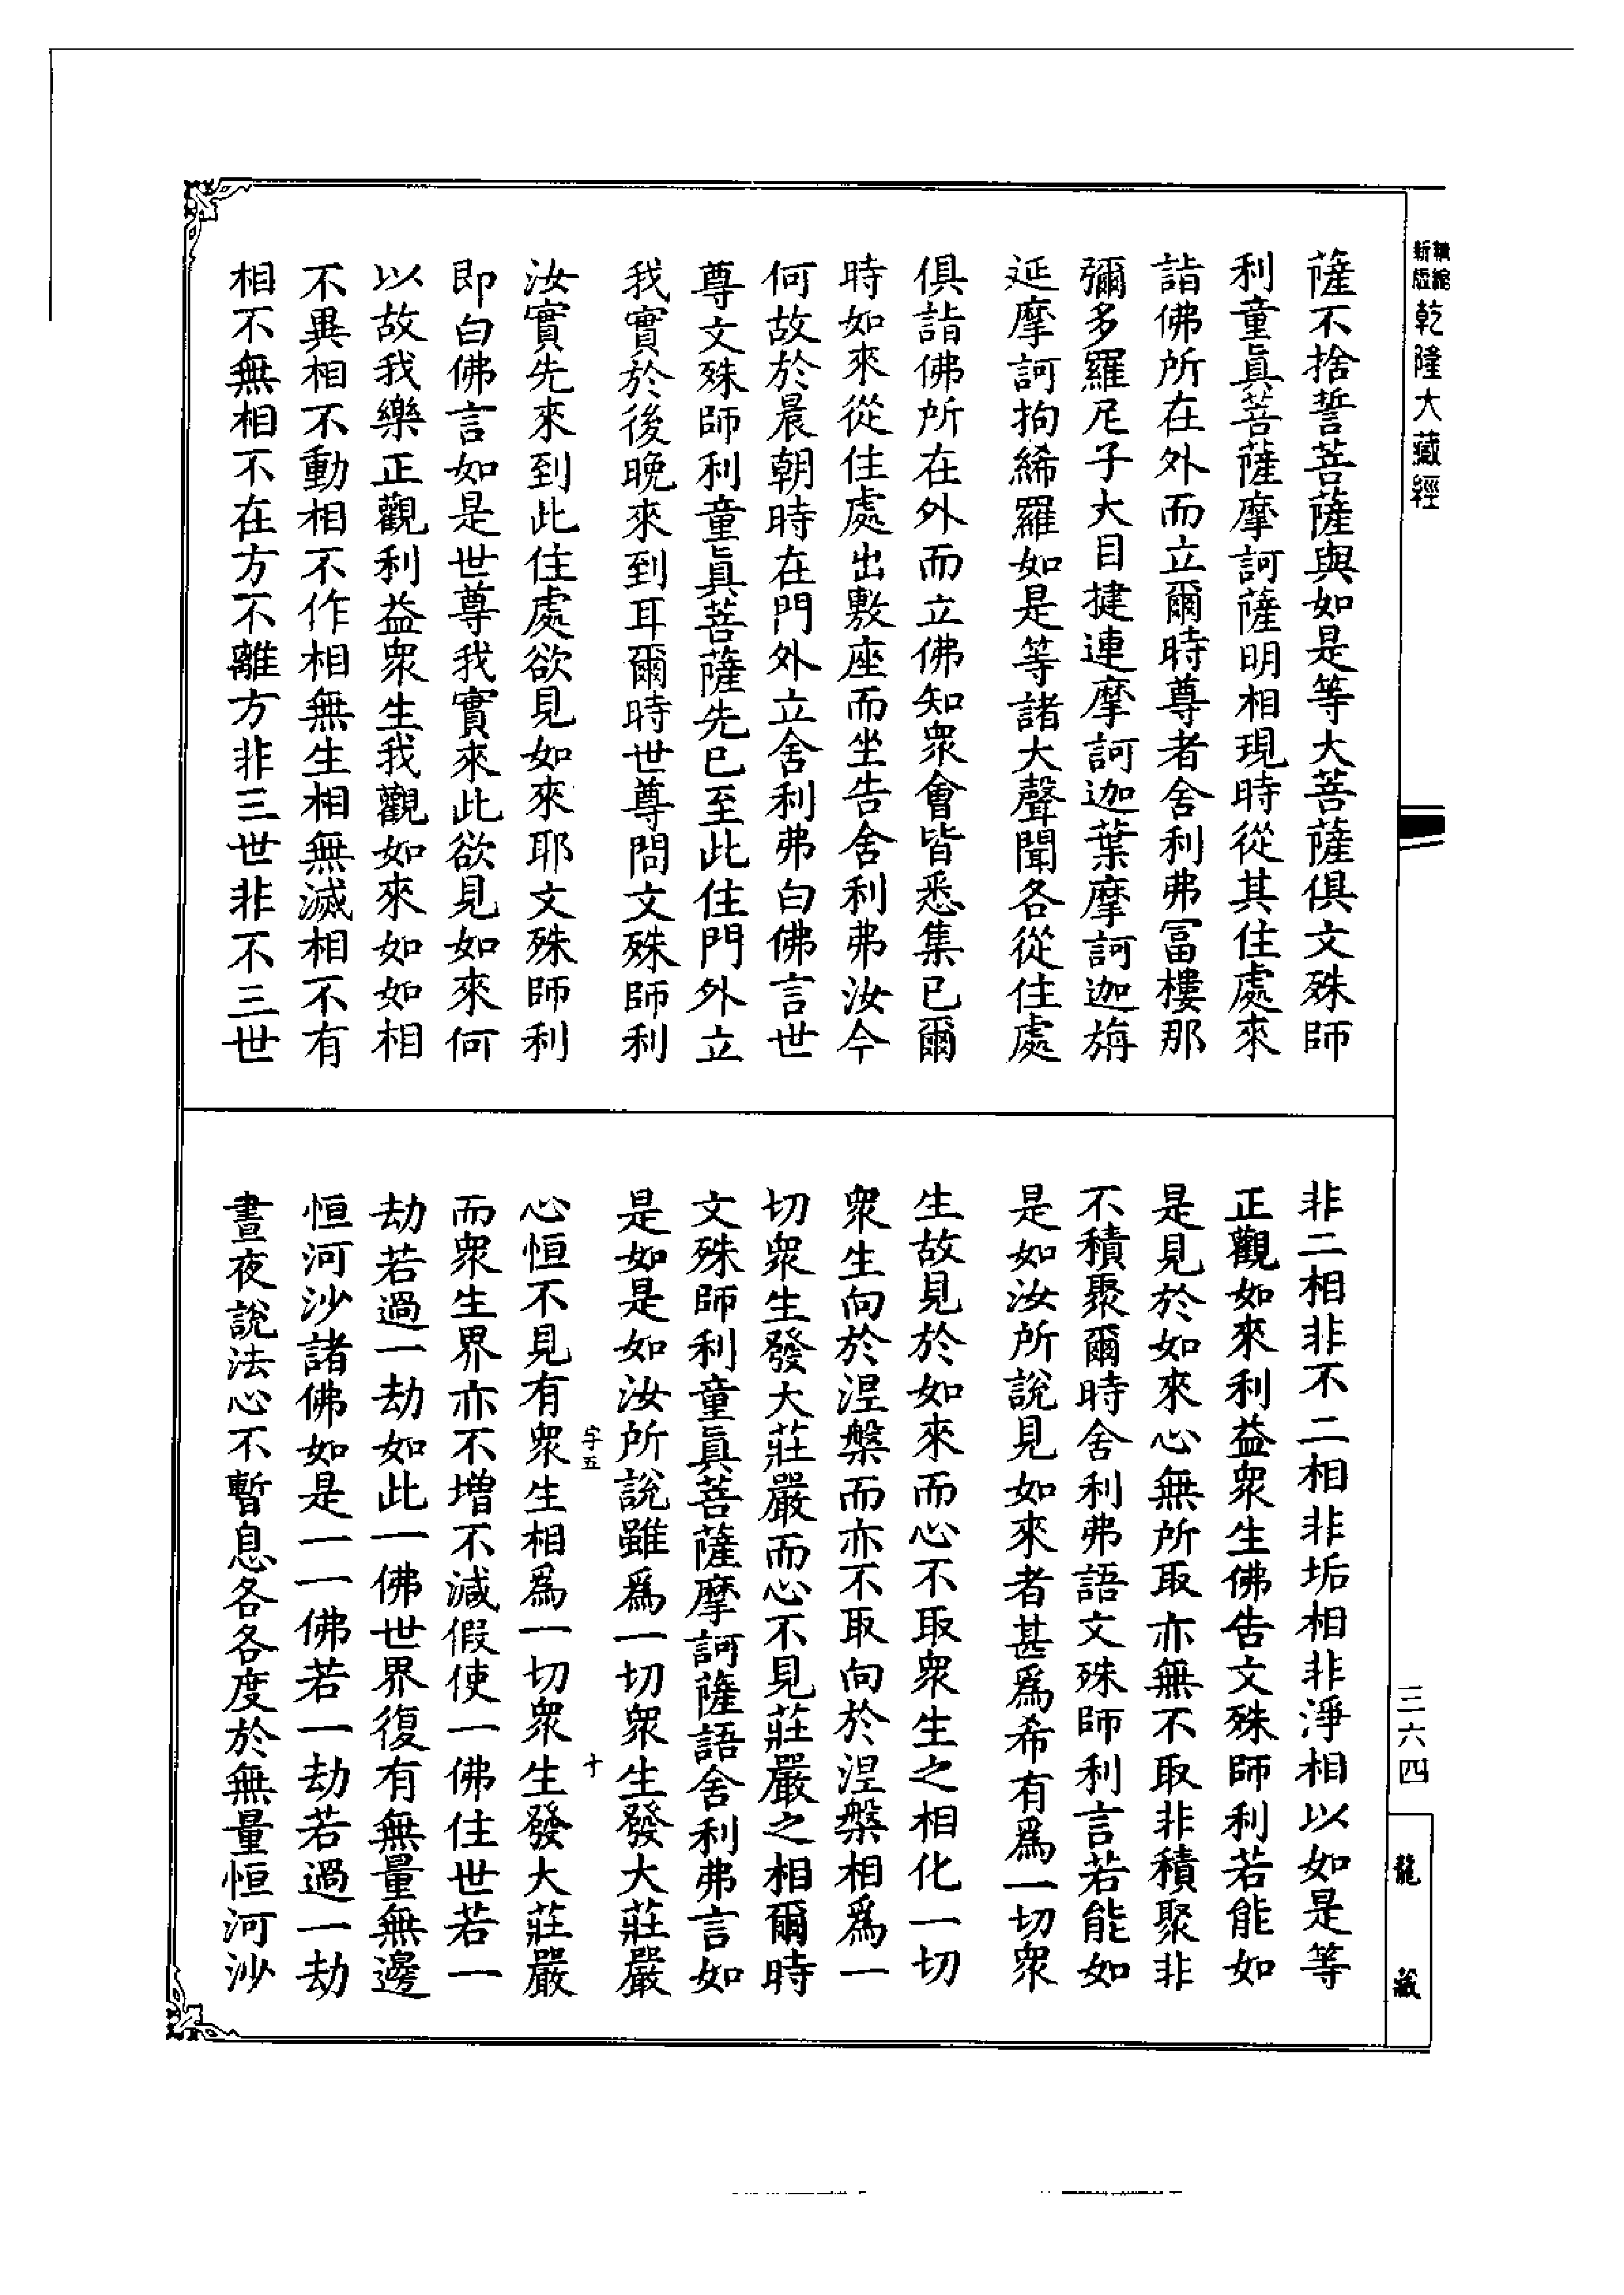 新編縮版乾隆大藏經
薩不捨誓菩薩與如是等大菩薩俱文殊師
利童眞菩薩摩訶薩明相現時從其住處來
詣佛所在外而立爾時尊者舍利弗冨樓那
彌多羅尼子大目揵連摩訶迦葉摩訶迦旃
延摩訶拘絺羅如是等諸大聲聞各從住處
俱詣佛所在外而立佛知衆會皆悉集已爾
時如來從住處出敷座而坐告舍利弗汝今
何故於晨朝時在門外立舍利弗白佛言世
尊文殊師利童眞菩薩先已至此住門外立
我實於後晚來到耳爾時世尊問文殊師利
汝實先來到此住處欲見如來耶文殊師利
即白佛言如是世尊我實來此欲見如來何
以故我樂正觀利益衆生我觀如來如如相
不異相不動相不作相無生相無滅相不有
相不無相不在方不離方非三世非不三世
非二相非不二相非垢相非淨相以如是等
正觀如來利益衆生佛告文殊師利若能如
是見於如來心無所取亦無不取非積聚非
不積聚爾時舍利弗語文殊師利言若能如
是如汝所說見如來者甚爲希有爲一切衆
生故見於如來而心不取衆生之相化一切
衆生向於涅槃而亦不取向於涅槃相爲一
切衆生發大莊嚴而心不見莊嚴之相爾時
文殊師利童眞菩薩摩訶薩語舍利弗言如
是如是如汝所說雖爲一切衆生發大莊嚴
字五 十
心恒不見有衆生相爲一切衆生發大莊嚴
而衆生界亦不增不減假使一佛住世若一
劫若過一劫如此一佛世界復有無量無邊
恒河沙諸佛如是一一佛若一劫若過一劫
晝夜說法心不暫息各各度於無量恒河沙
三六四
龍藏